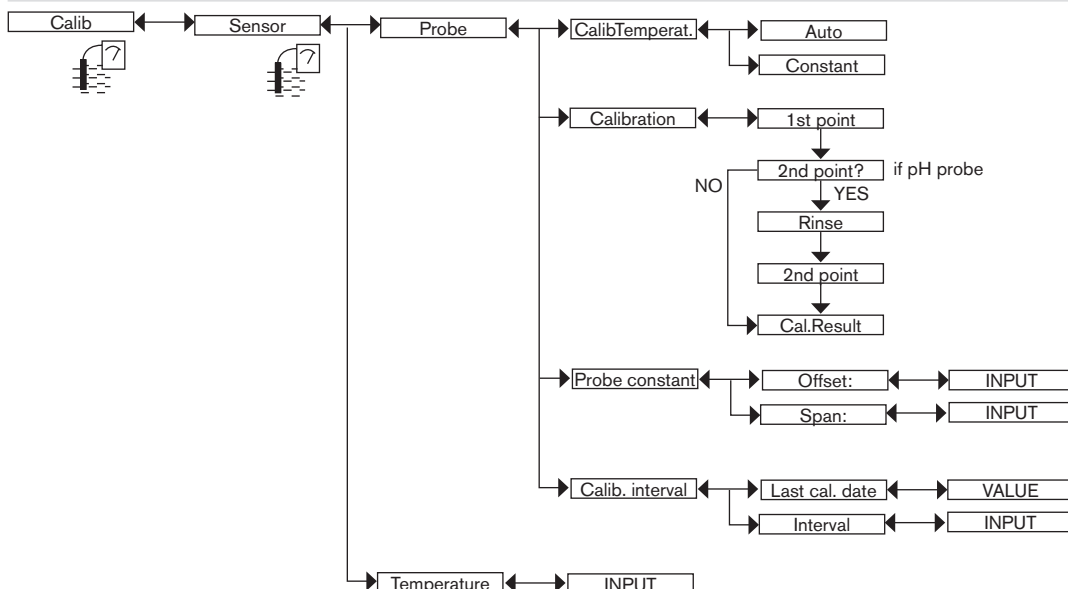 Calib
Sensor
Probe
CalibTemperat.
Auto
Constant
Calibration
1st point
2nd point?
if pH probe
NO
YES
Rinse
2nd point
Cal.Result
Probe constant
Offset:
INPUT
Span:
INPUT
Calib. interval
Last cal. date
VALUE
Interval
INPUT
Temperature
INPUT